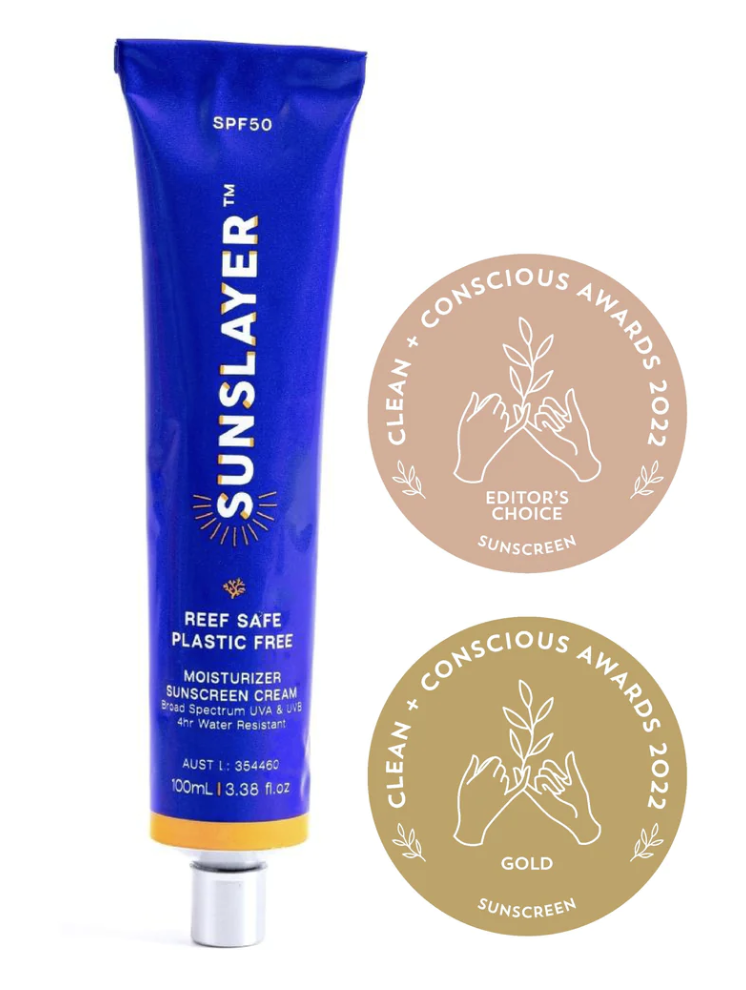 SPF50
SUNSLAYER™
REEF SAFE
PLASTIC FREE
MOISTURIZER
SUNSCREEN CREAM
Broad Spectrum UVA & UVB
4hr Water Resistant
AUST L: 354460
100mL | 3.38 fl.oz
CLEAN + CONSCIOUS AWARDS 2022
EDITOR'S
CHOICE
SUNSCREEN
CLEAN + CONSCIOUS AWARDS 2022
GOLD
SUNSCREEN